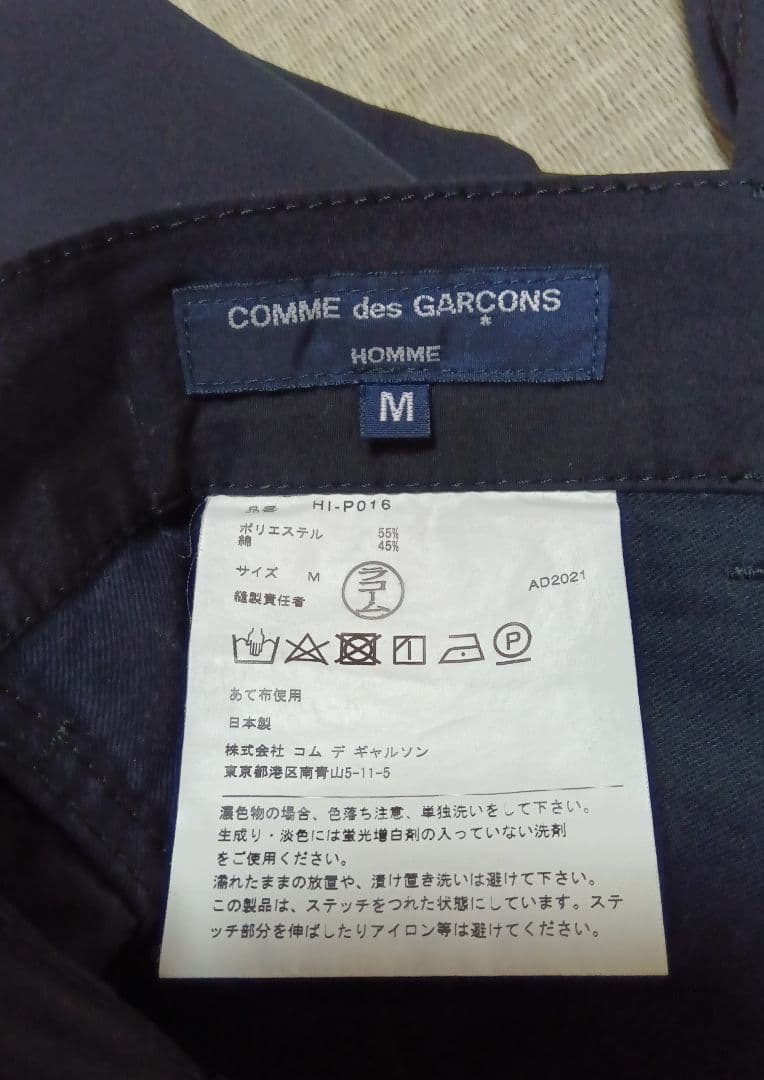 COMME des GARÇONS
HOMME
M
品番 HI-P016
ポリエステル 55%
綿 45%
サイズ M
AD2021
縫製責任者
ラコーム
P
あて布使用
日本製
株式会社 コム デ ギャルソン
東京都港区南青山5-11-5
濃色物の場合、色落ち注意、単独洗いをして下さい。
生成り・淡色には蛍光増白剤の入っていない洗剤
をご使用ください。
濡れたままの放置や、漬け置き洗いは避けて下さい。
この製品は、ステッチをつれた状態にしています。ステ
ッチ部分を伸ばしたりアイロン等は避けてください。